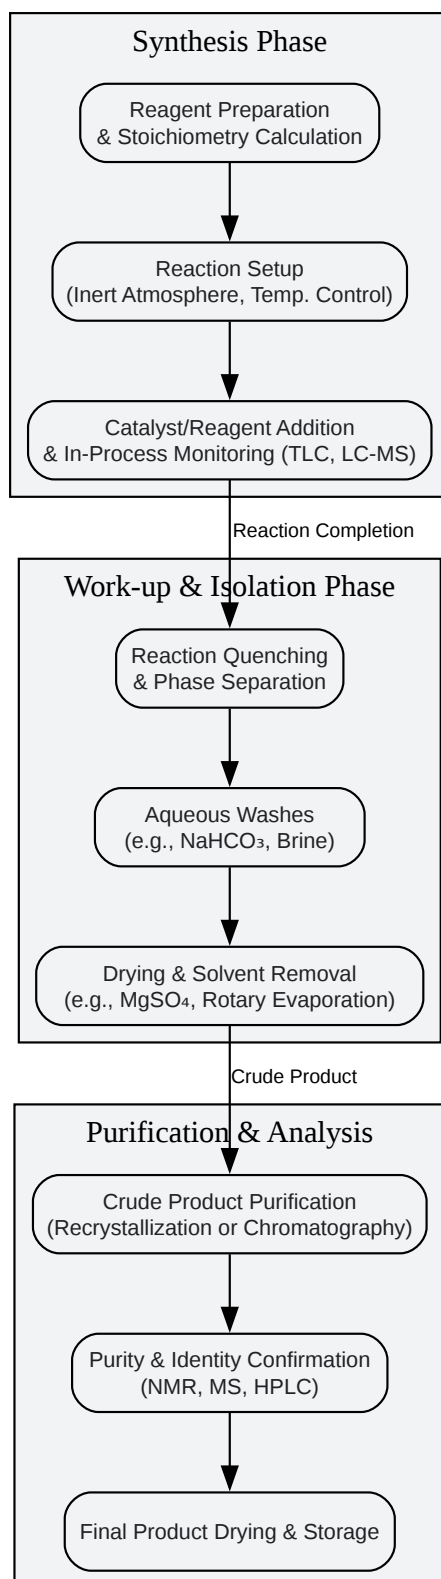 Synthesis Phase
Reagent Preparation
& Stoichiometry Calculation
Reaction Setup
(Inert Atmosphere, Temp. Control)
Catalyst/Reagent Addition
& In-Process Monitoring (TLC, LC-MS)
Reaction Completion
Work-up & Isolation Phase
Reaction Quenching
& Phase Separation
Aqueous Washes
(e.g., NaHCO₃, Brine)
Drying & Solvent Removal
(e.g., MgSO₄, Rotary Evaporation)
Crude Product
Purification & Analysis
Crude Product Purification
(Recrystallization or Chromatography)
Purity & Identity Confirmation
(NMR, MS, HPLC)
Final Product Drying & Storage